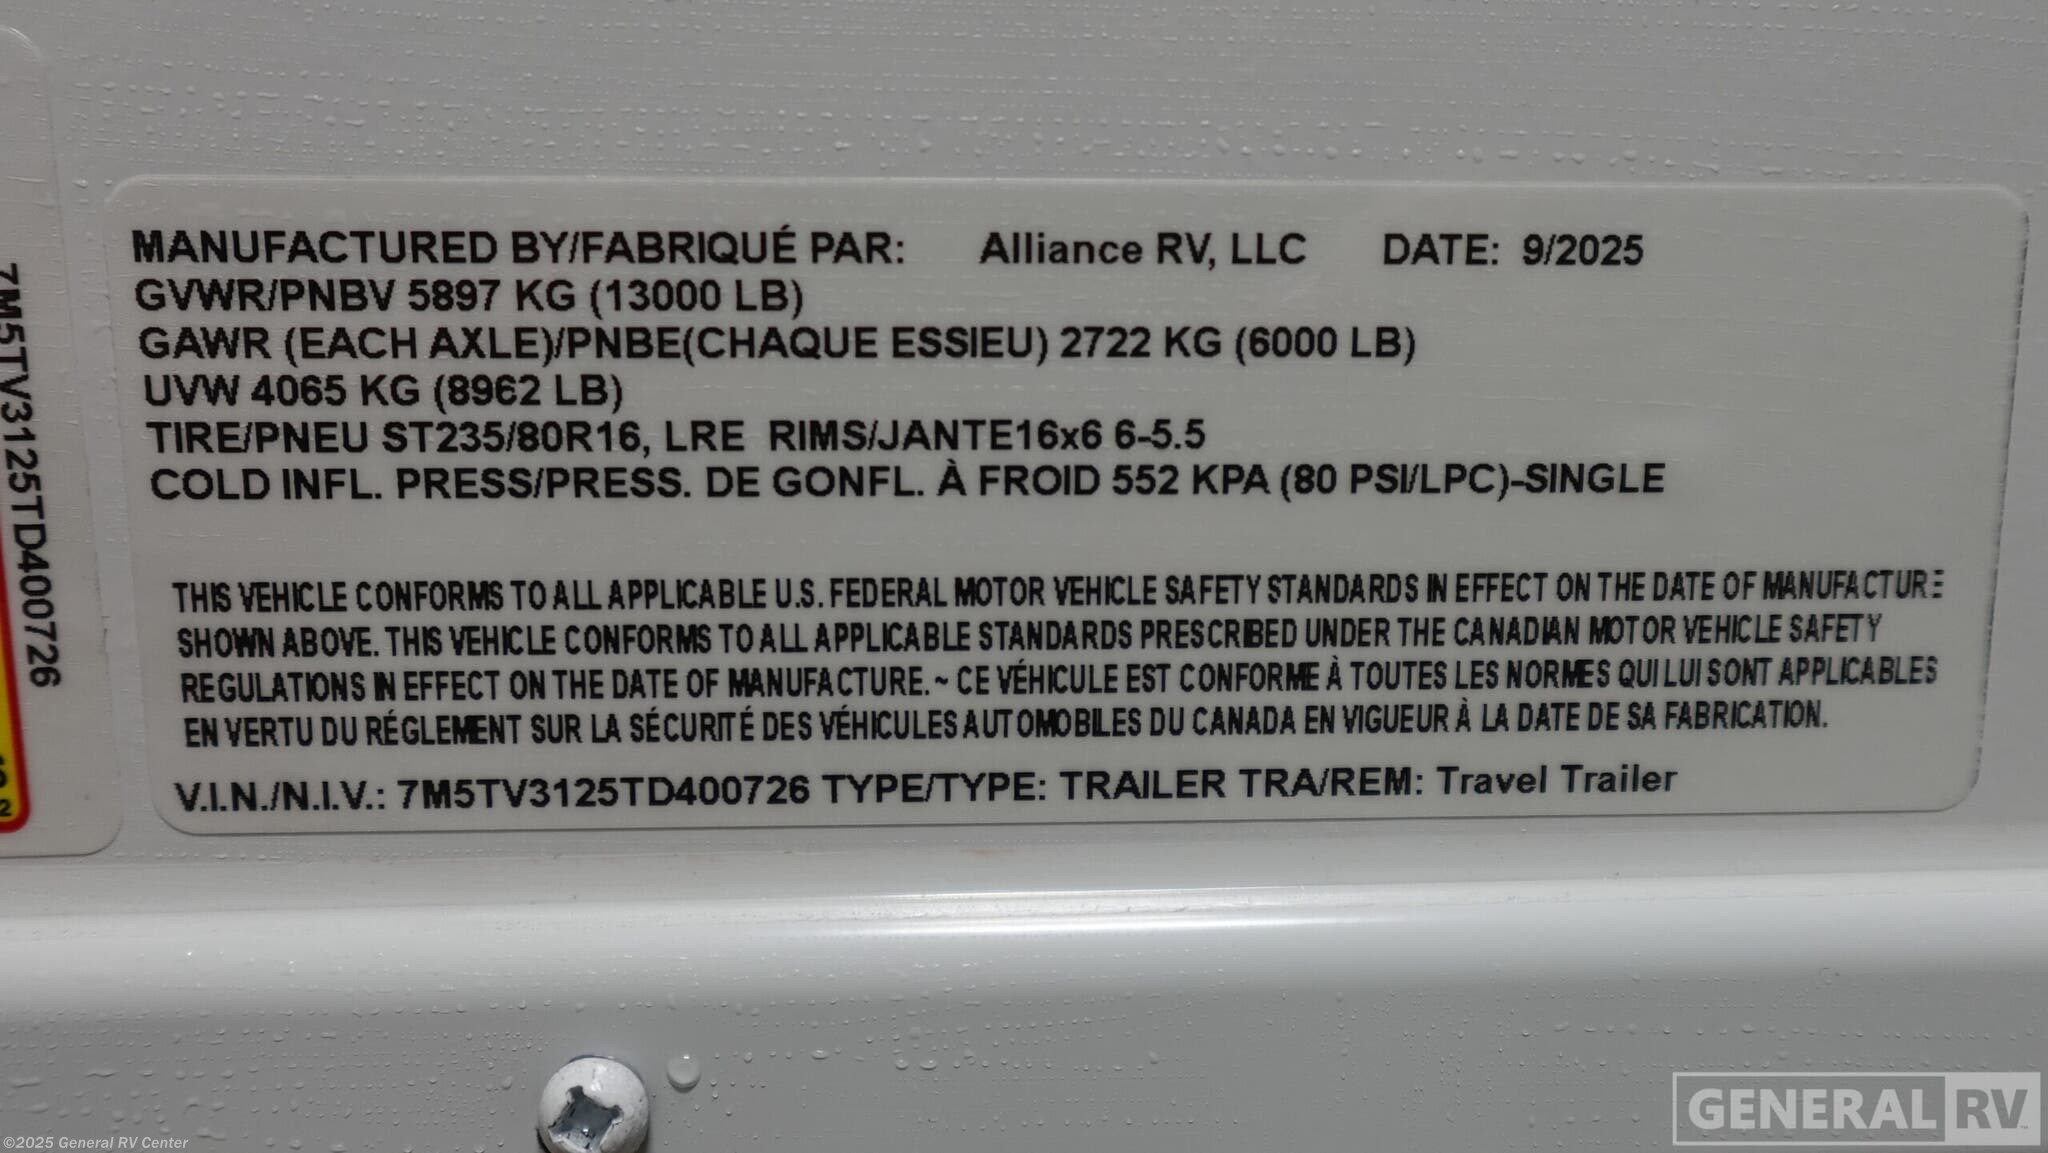 MANUFACTURED BY/FABRIQUÉ PAR: Alliance RV, LLC DATE: 9/2025
GVWR/PNBV 5897 KG (13000 LB)
GAWR (EACH AXLE)/PNBE(CHAQUE ESSIEU) 2722 KG (6000 LB)
UVW 4065 KG (8962 LB)
TIRE/PNEU ST235/80R16, LRE RIMS/JANTE16x6 6-5.5
COLD INFL. PRESS/PRESS. DE GONFL. À FROID 552 KPA (80 PSI/LPC)-SINGLE
THIS VEHICLE CONFORMS TO ALL APPLICABLE U.S. FEDERAL MOTOR VEHICLE SAFETY STANDARDS IN EFFECT ON THE DATE OF MANUFACTURE
SHOWN ABOVE. THIS VEHICLE CONFORMS TO ALL APPLICABLE STANDARDS PRESCRIBED UNDER THE CANADIAN MOTOR VEHICLE SAFETY
REGULATIONS IN EFFECT ON THE DATE OF MANUFACTURE. ~ CE VÉHICULE EST CONFORME À TOUTES LES NORMES QUI LUI SONT APPLICABLES
EN VERTU DU RÉGLEMENT SUR LA SÉCURITÉ DES VÉHICULES AUTOMOBILES DU CANADA EN VIGUEUR À LA DATE DE SA FABRICATION.
V.I.N./N.I.V.: 7M5TV3125TD400726 TYPE/TYPE: TRAILER TRA/REM: Travel Trailer
7M5TV3125TD400726
©2025 General RV Center
GENERAL RV